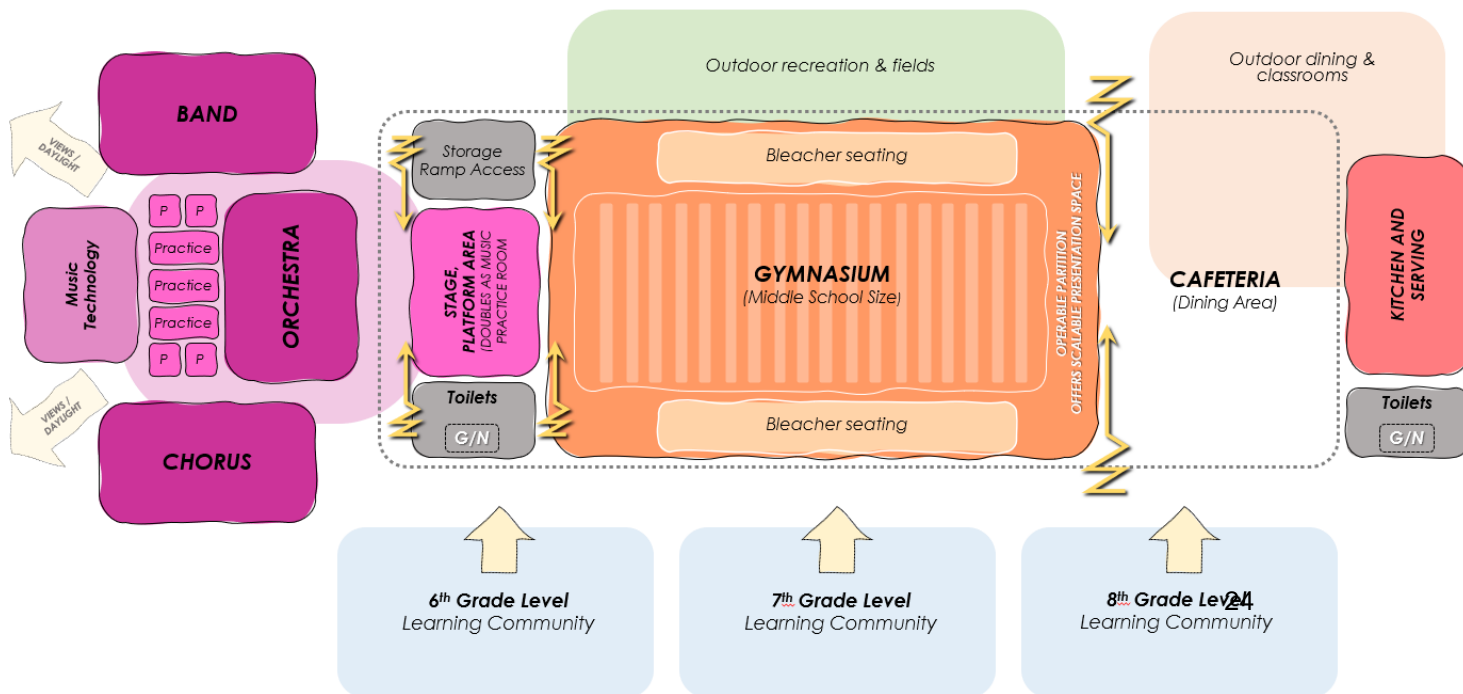 Outdoor recreation & fields
Outdoor dining &
classrooms
BAND
VIEWS /
DAYLIGHT
Storage
Ramp Access
Bleacher seating
P
P
Practice
Practice
Practice
P
P
Music
Technology
ORCHESTRA
STAGE,
PLATFORM AREA
(DOUBLES AS MUSIC
PRACTICE ROOM
GYMNASIUM
(Middle School Size)
OPERABLE PARTITION
OFFERS SCALABLE PRESENTATION SPACE
CAFETERIA
(Dining Area)
KITCHEN AND
SERVING
VIEWS /
DAYLIGHT
CHORUS
Toilets
G/N
Bleacher seating
Toilets
G/N
6th Grade Level
Learning Community
7th Grade Level
Learning Community
8th Grade Level
Learning Community
24